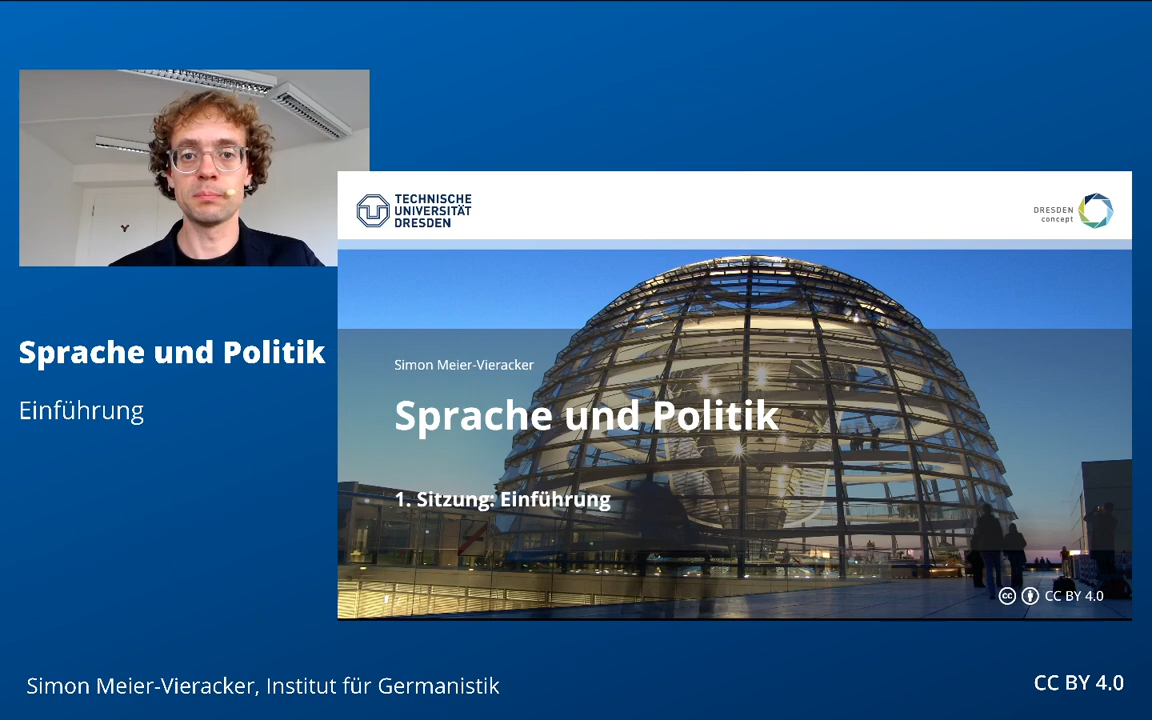 TECHNISCHE
UNIVERSITÄT
DRESDEN
DRESDEN
concept
Simon Meier-Vieracker
Sprache und Politik
1. Sitzung: Einführung
CC BY 4.0
Sprache und Politik
Einführung
Simon Meier-Vieracker, Institut für Germanistik
CC BY 4.0